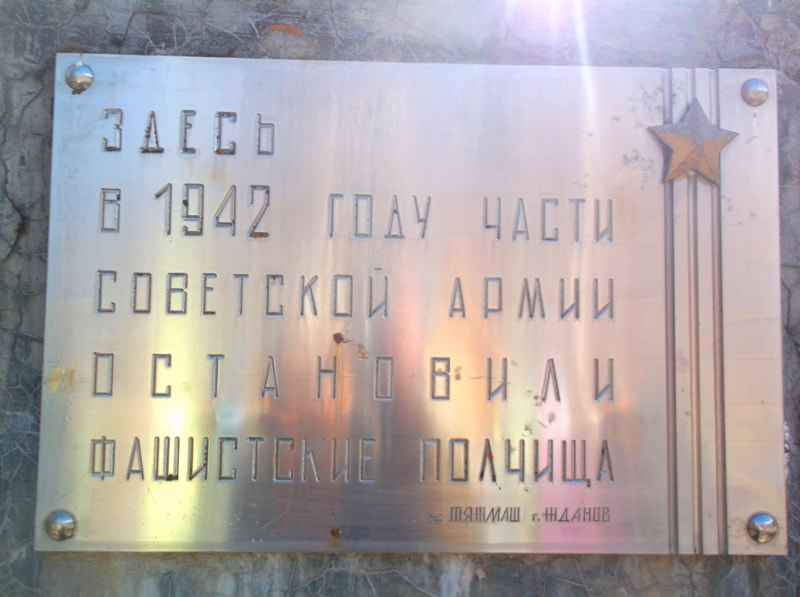 ЗДЕСЬ
В 1942 ГОДУ ЧАСТИ
СОВЕТСКОЙ АРМИИ
ОСТАНОВИЛИ
ФАШИСТСКИЕ ПОЛЧИЩА
ТЯЖМАШ г. ЖДАНОВ